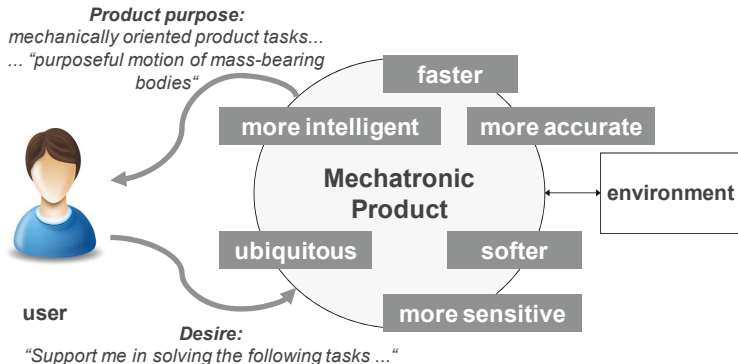 Product purpose:
mechanically oriented product tasks...
... “purposeful motion of mass-bearing
bodies“
faster
more intelligent
more accurate
Mechatronic
Product
environment
ubiquitous
softer
more sensitive
user
Desire:
“Support me in solving the following tasks ...“